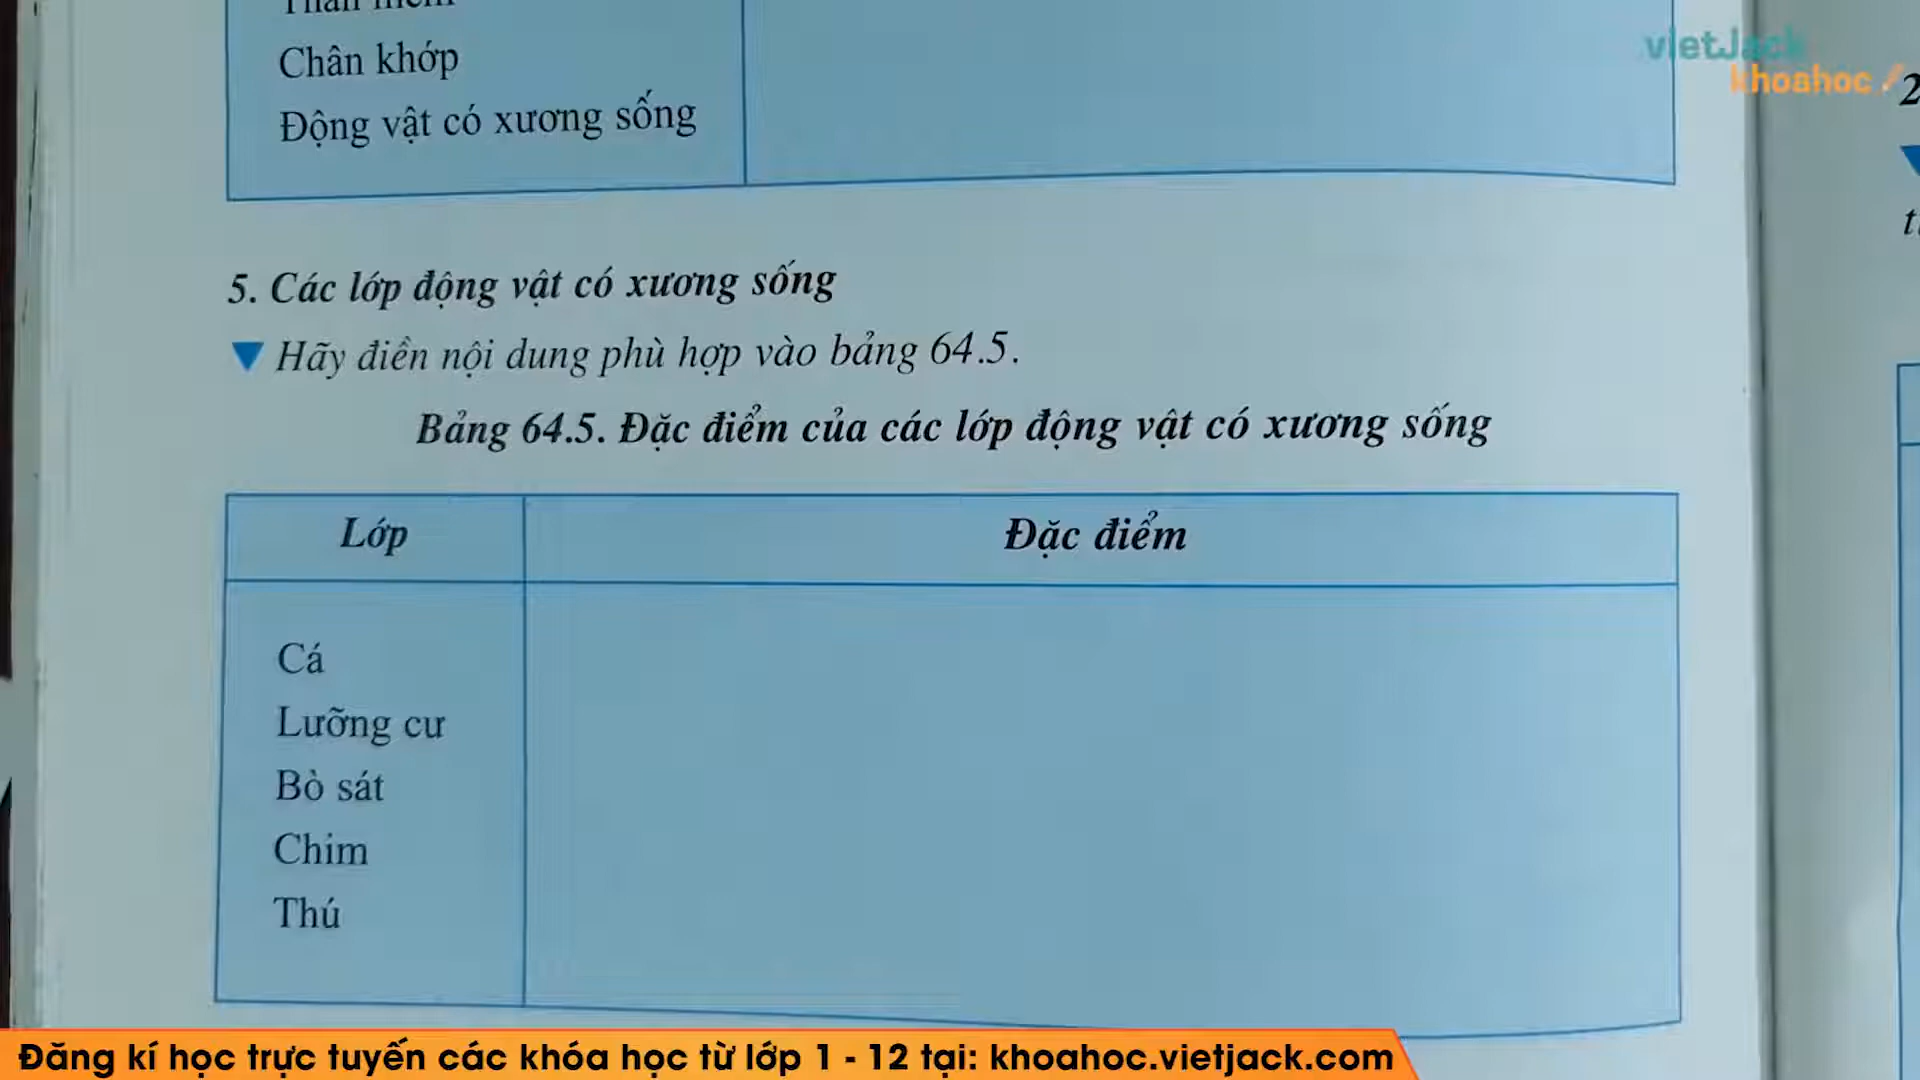 Thân mềm
Chân khớp
Động vật có xương sống
vietJack
khoahoc
2
5. Các lớp động vật có xương sống
▼ Hãy điền nội dung phù hợp vào bảng 64.5.
Bảng 64.5. Đặc điểm của các lớp động vật có xương sống
Lớp
Đặc điểm
Cá
Lưỡng cư
Bò sát
Chim
Thú
Đăng kí học trực tuyến các khóa học từ lớp 1 - 12 tại: khoahoc.vietjack.com